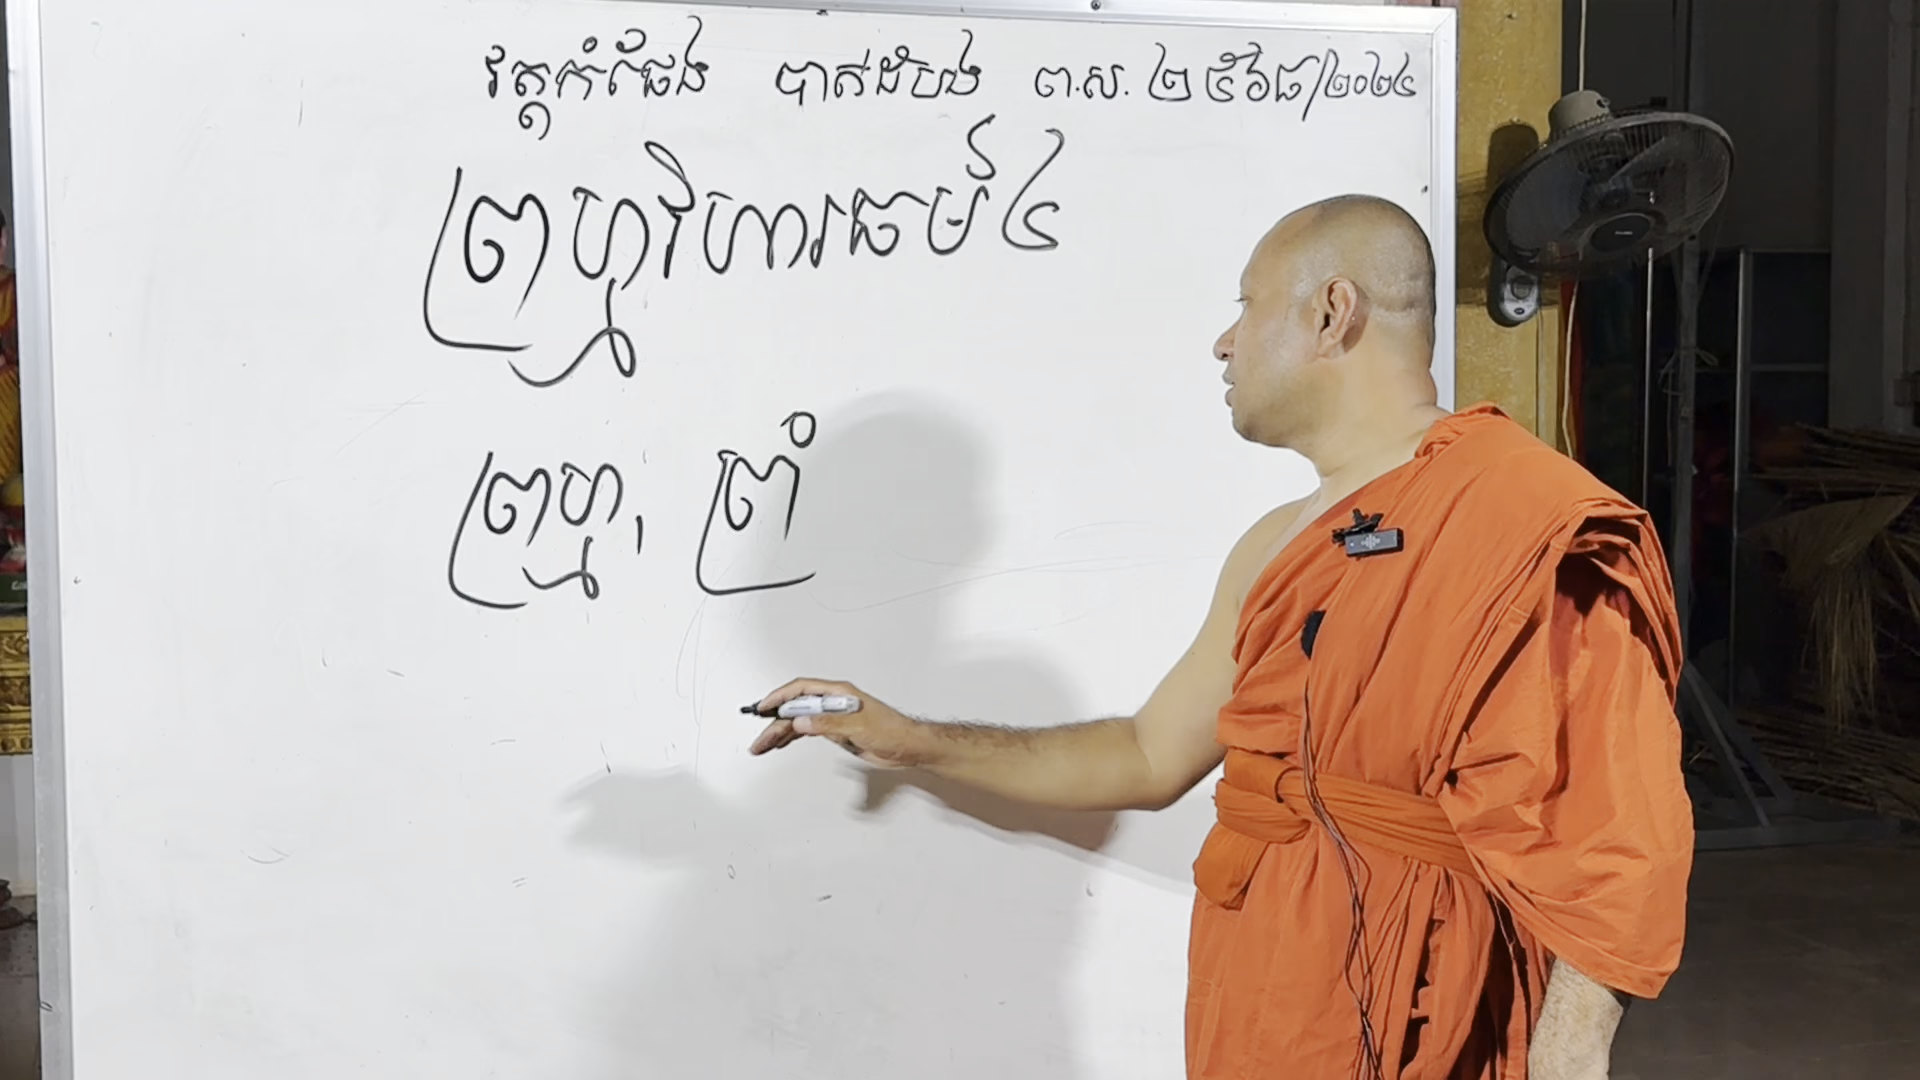 វត្តកំផែង បាត់ដំបង ព.ស. ២៥៦៨/២០២៤
ព្រហ្មវិហារធម៌ ៤
ព្រហ្ម, ព្រំ